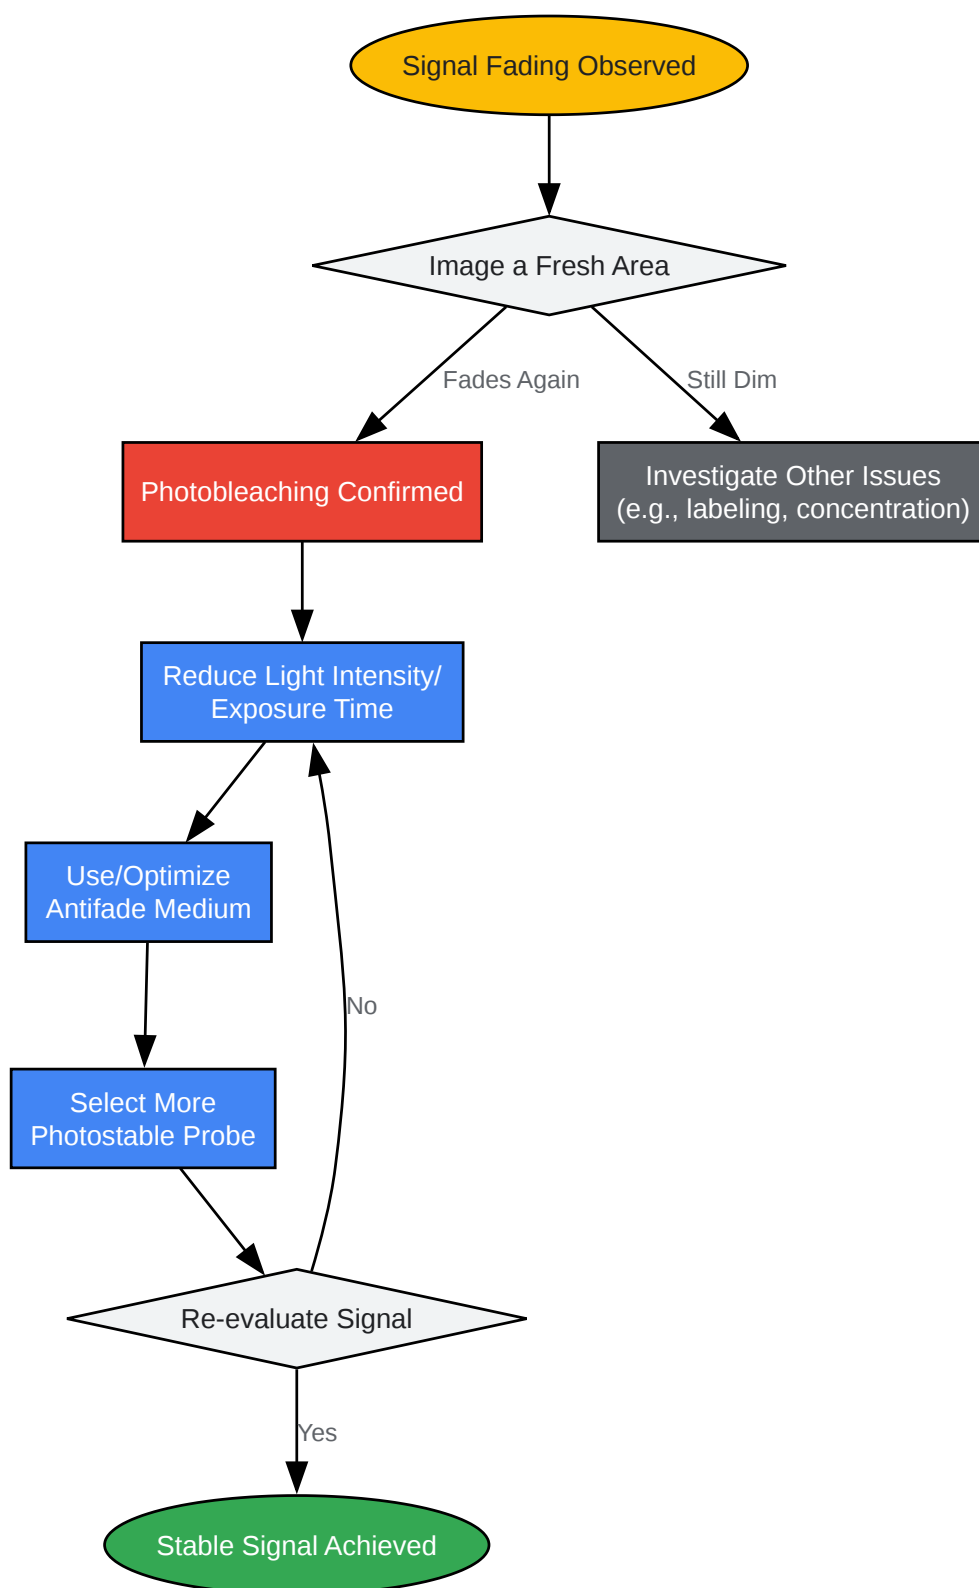 Signal Fading Observed
Image a Fresh Area
Fades Again
Still Dim
Photobleaching Confirmed
Investigate Other Issues
(e.g., labeling, concentration)
Reduce Light Intensity/
Exposure Time
Use/Optimize
Antifade Medium
No
Select More
Photostable Probe
Re-evaluate Signal
Yes
Stable Signal Achieved